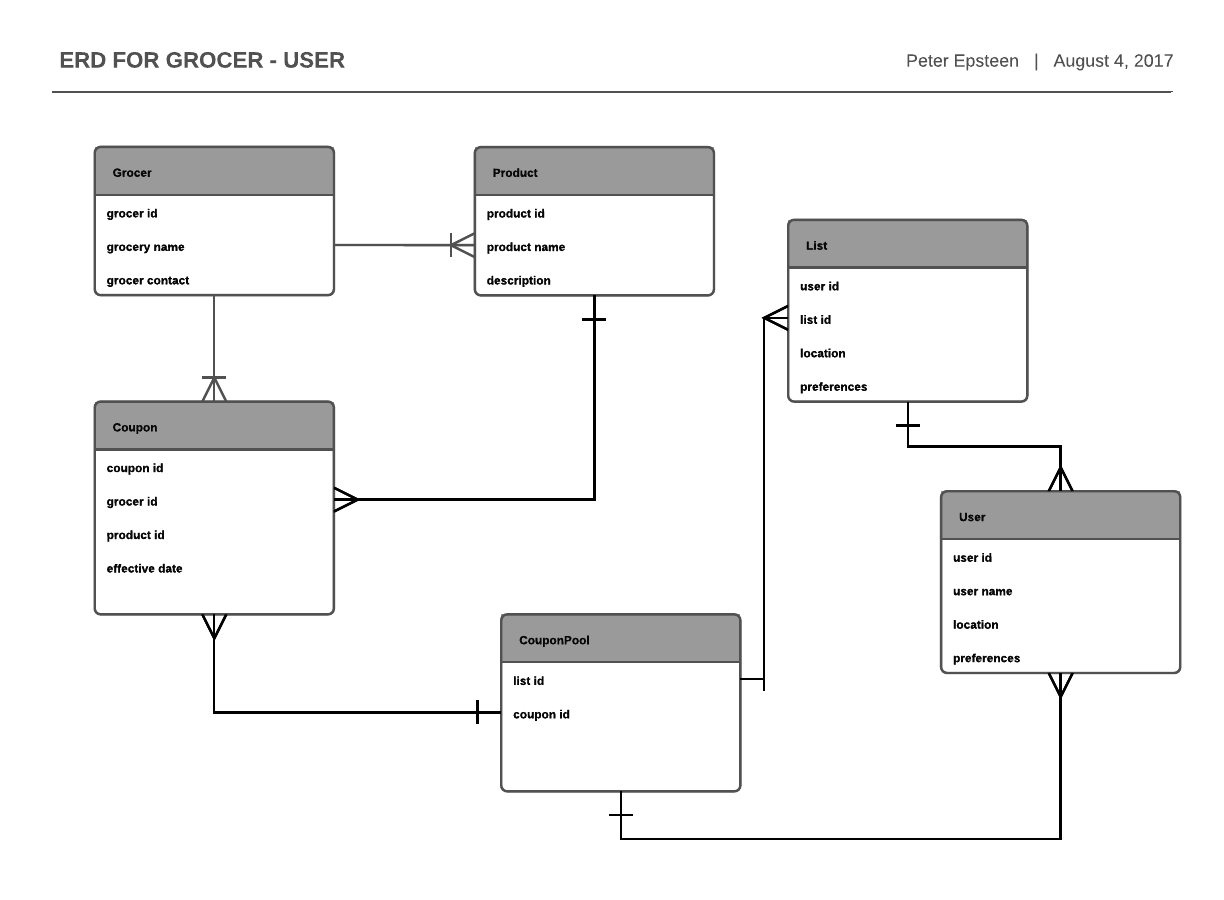 ERD FOR GROCER - USER
Peter Epsteen | August 4, 2017
Grocer
grocer id
grocery name
grocer contact
Product
product id
product name
description
List
user id
list id
location
preferences
Coupon
coupon id
grocer id
product id
effective date
User
user id
user name
location
preferences
CouponPool
list id
coupon id